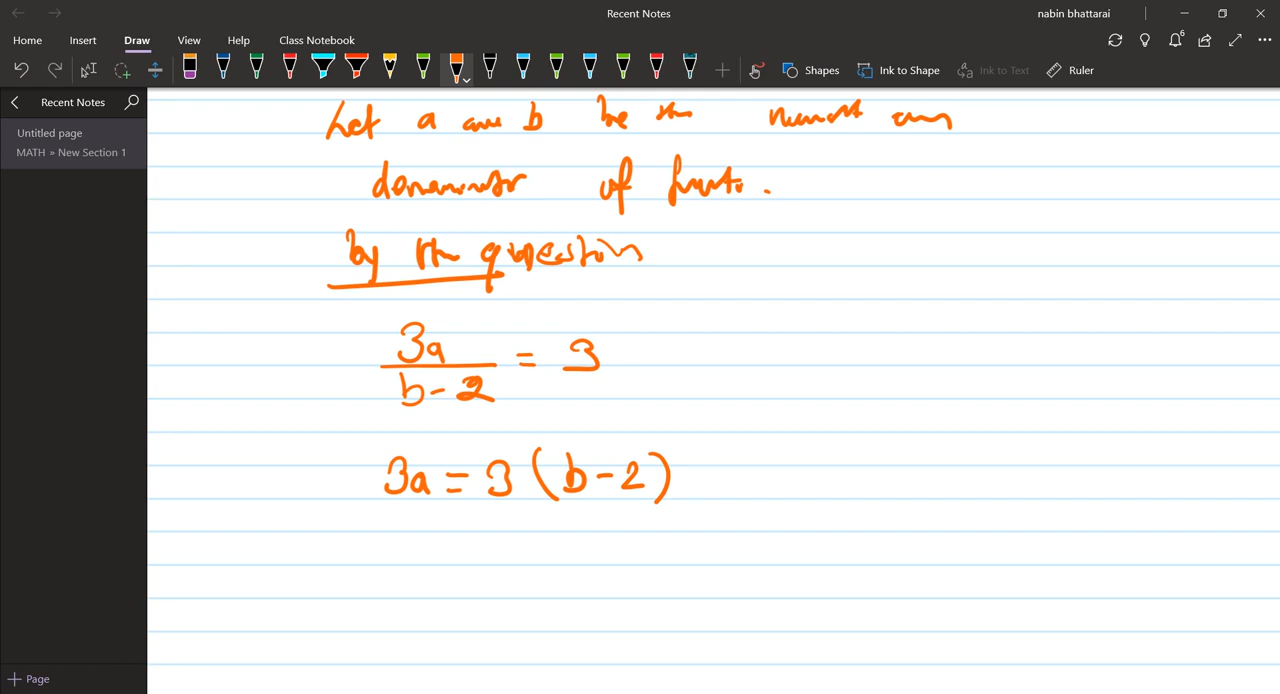 Recent Notes
nabin bhattarai
Home Insert Draw View Help Class Notebook
Shapes Ink to Shape Ink to Text Ruler
Recent Notes
Untitled page
MATH » New Section 1
Let a and b be the
of
by the question
3a
b-2 = 3
3a = 3 (b-2)
+ Page